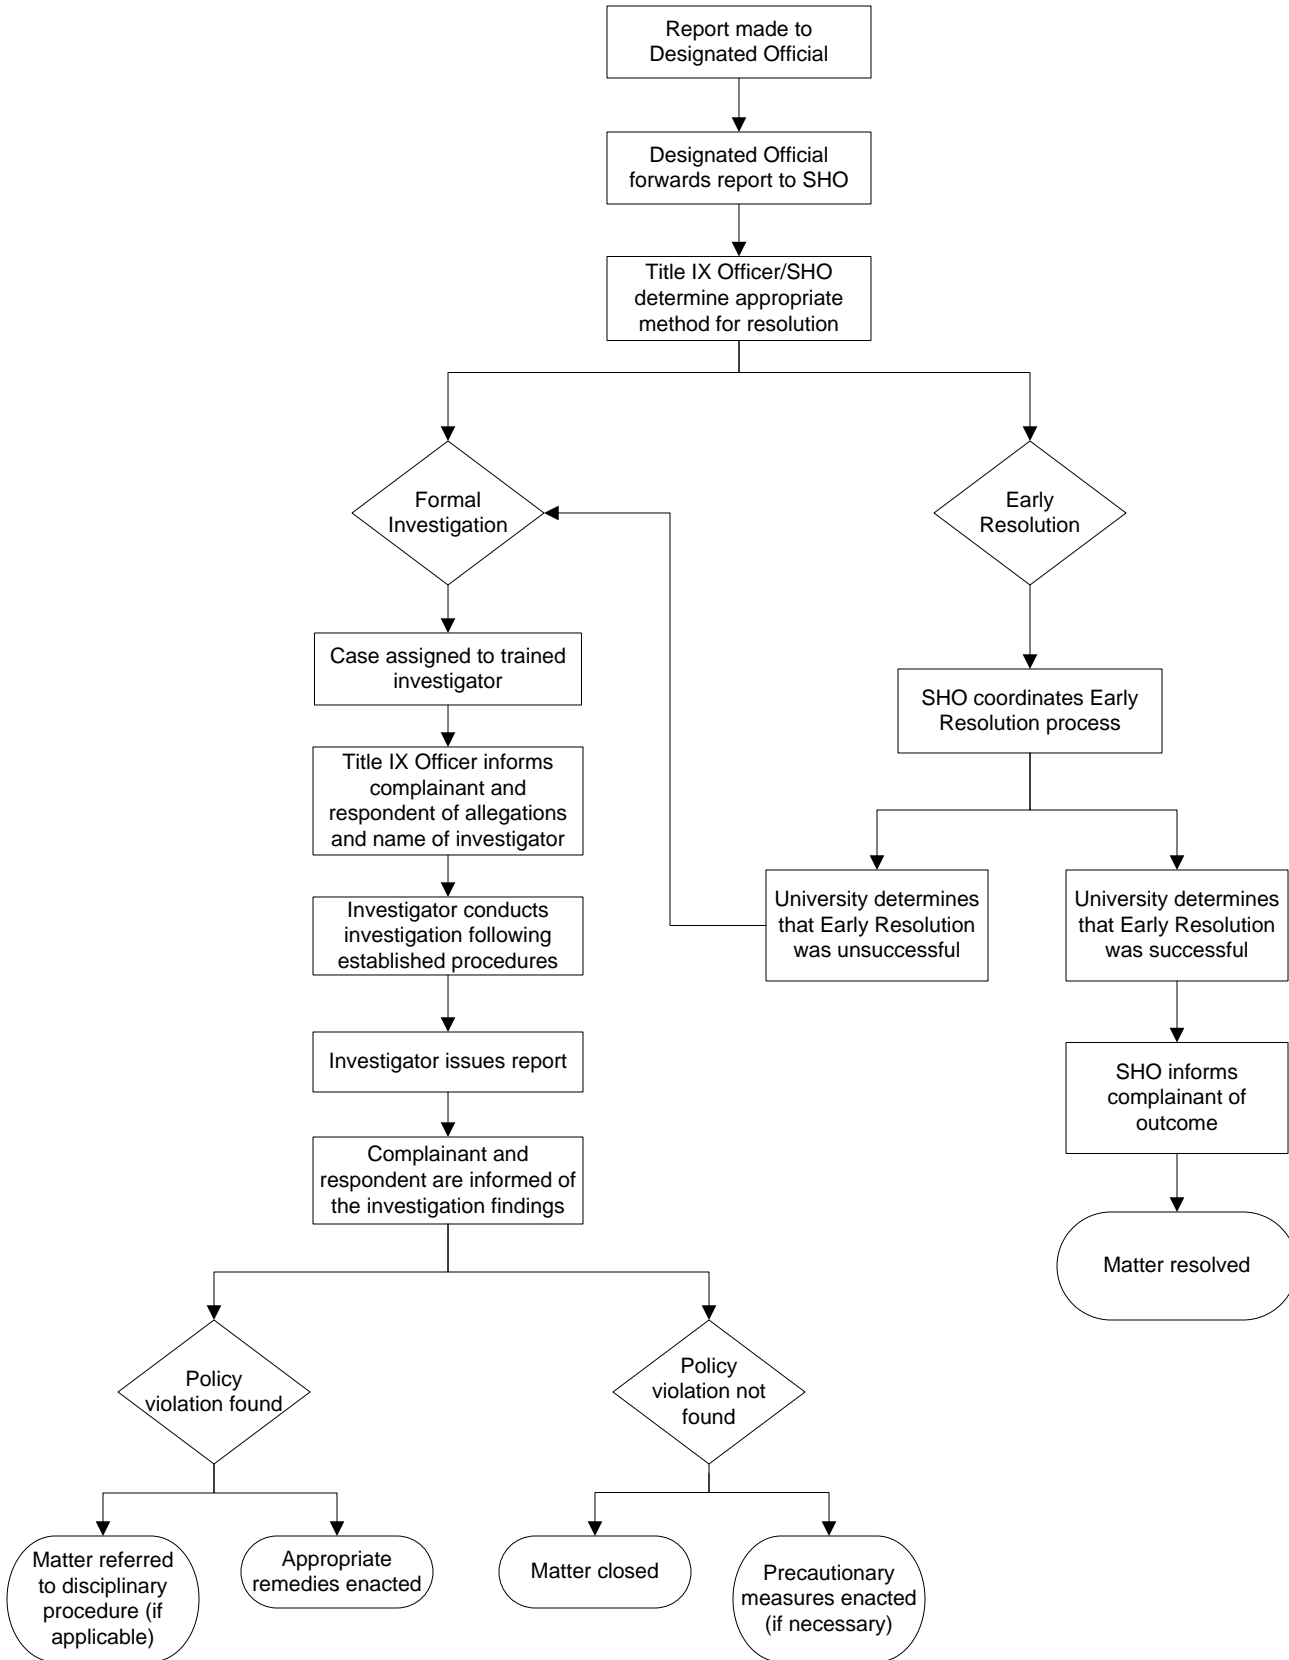 Report made to
Designated Official
Designated Official
forwards report to SHO
Title IX Officer/SHO
determine appropriate
method for resolution
Formal
Investigation
Early
Resolution
Case assigned to trained
investigator
SHO coordinates Early
Resolution process
Title IX Officer informs
complainant and
respondent of allegations
and name of investigator
Investigator conducts
investigation following
established procedures
University determines
that Early Resolution
was unsuccessful
University determines
that Early Resolution
was successful
Investigator issues report
SHO informs
complainant of
outcome
Complainant and
respondent are informed of
the investigation findings
Matter resolved
Policy
violation found
Policy
violation not
found
Matter referred
to disciplinary
procedure (if
applicable)
Appropriate
remedies enacted
Matter closed
Precautionary
measures enacted
(if necessary)